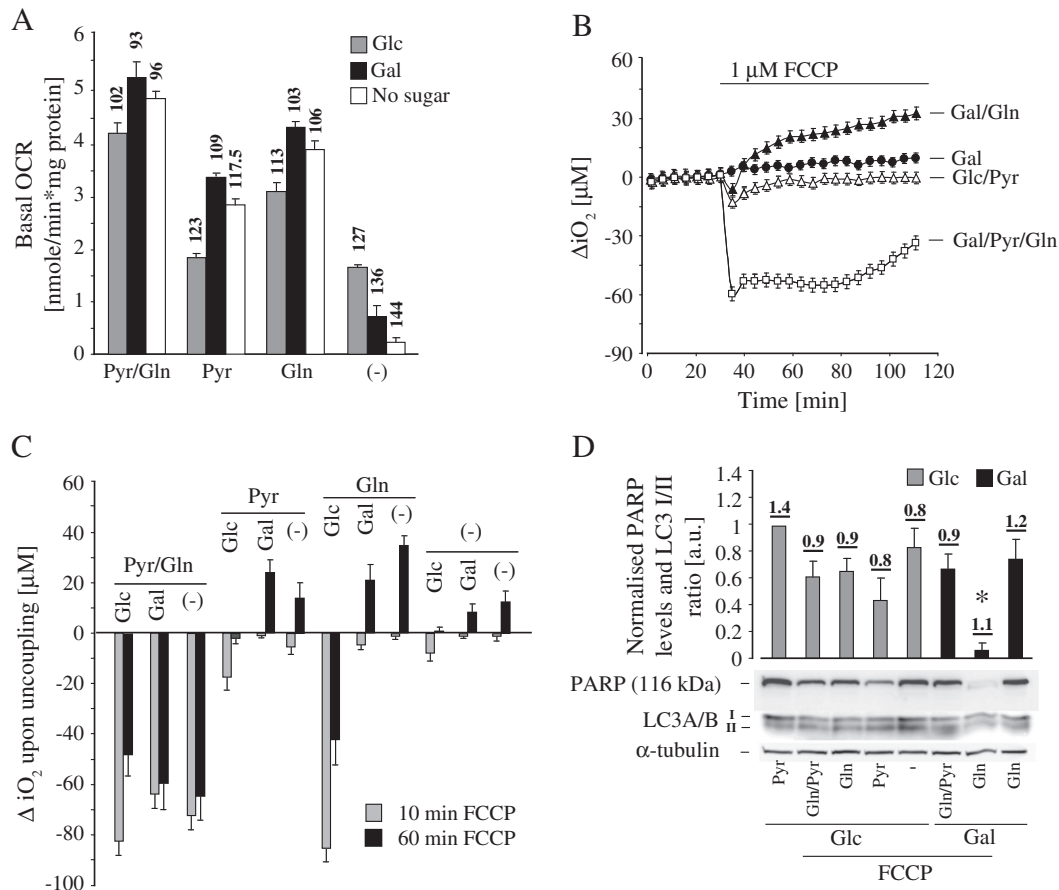 A
Basal OCR
[nmole/min*mg protein]
6
5
4
3
2
1
0
Glc
Gal
No sugar
102
93
96
123
109
117.5
113
103
106
127
136
144
Pyr/Gln
Pyr
Gln
(-)
B
1 μM FCCP
ΔiO2
[μM]
60
30
0
-30
-60
-90
Gal/Gln
Gal
Glc/Pyr
Gal/Pyr/Gln
0
20
40
60
80
100
120
Time [min]
C
Δ iO2 upon uncoupling [μM]
60
40
20
0
-20
-40
-60
-80
-100
Pyr/Gln
Glc
Gal
(-)
Pyr
Glc
Gal
(-)
Gln
Glc
Gal
(-)
(-)
Glc
Gal
(-)
10 min FCCP
60 min FCCP
D
Normalised PARP
levels and LC3 I/II
ratio [a.u.]
1.4
1.2
1
0.8
0.6
0.4
0.2
0
Glc
Gal
1.4
0.9
0.9
0.8
0.8
0.9
*
1.1
1.2
PARP (116 kDa)
LC3A/B
I
II
α-tubulin
Pyr
Gln/Pyr
Gln
Pyr
-
Gln/Pyr
Gln
Gln
Glc
Gal
FCCP